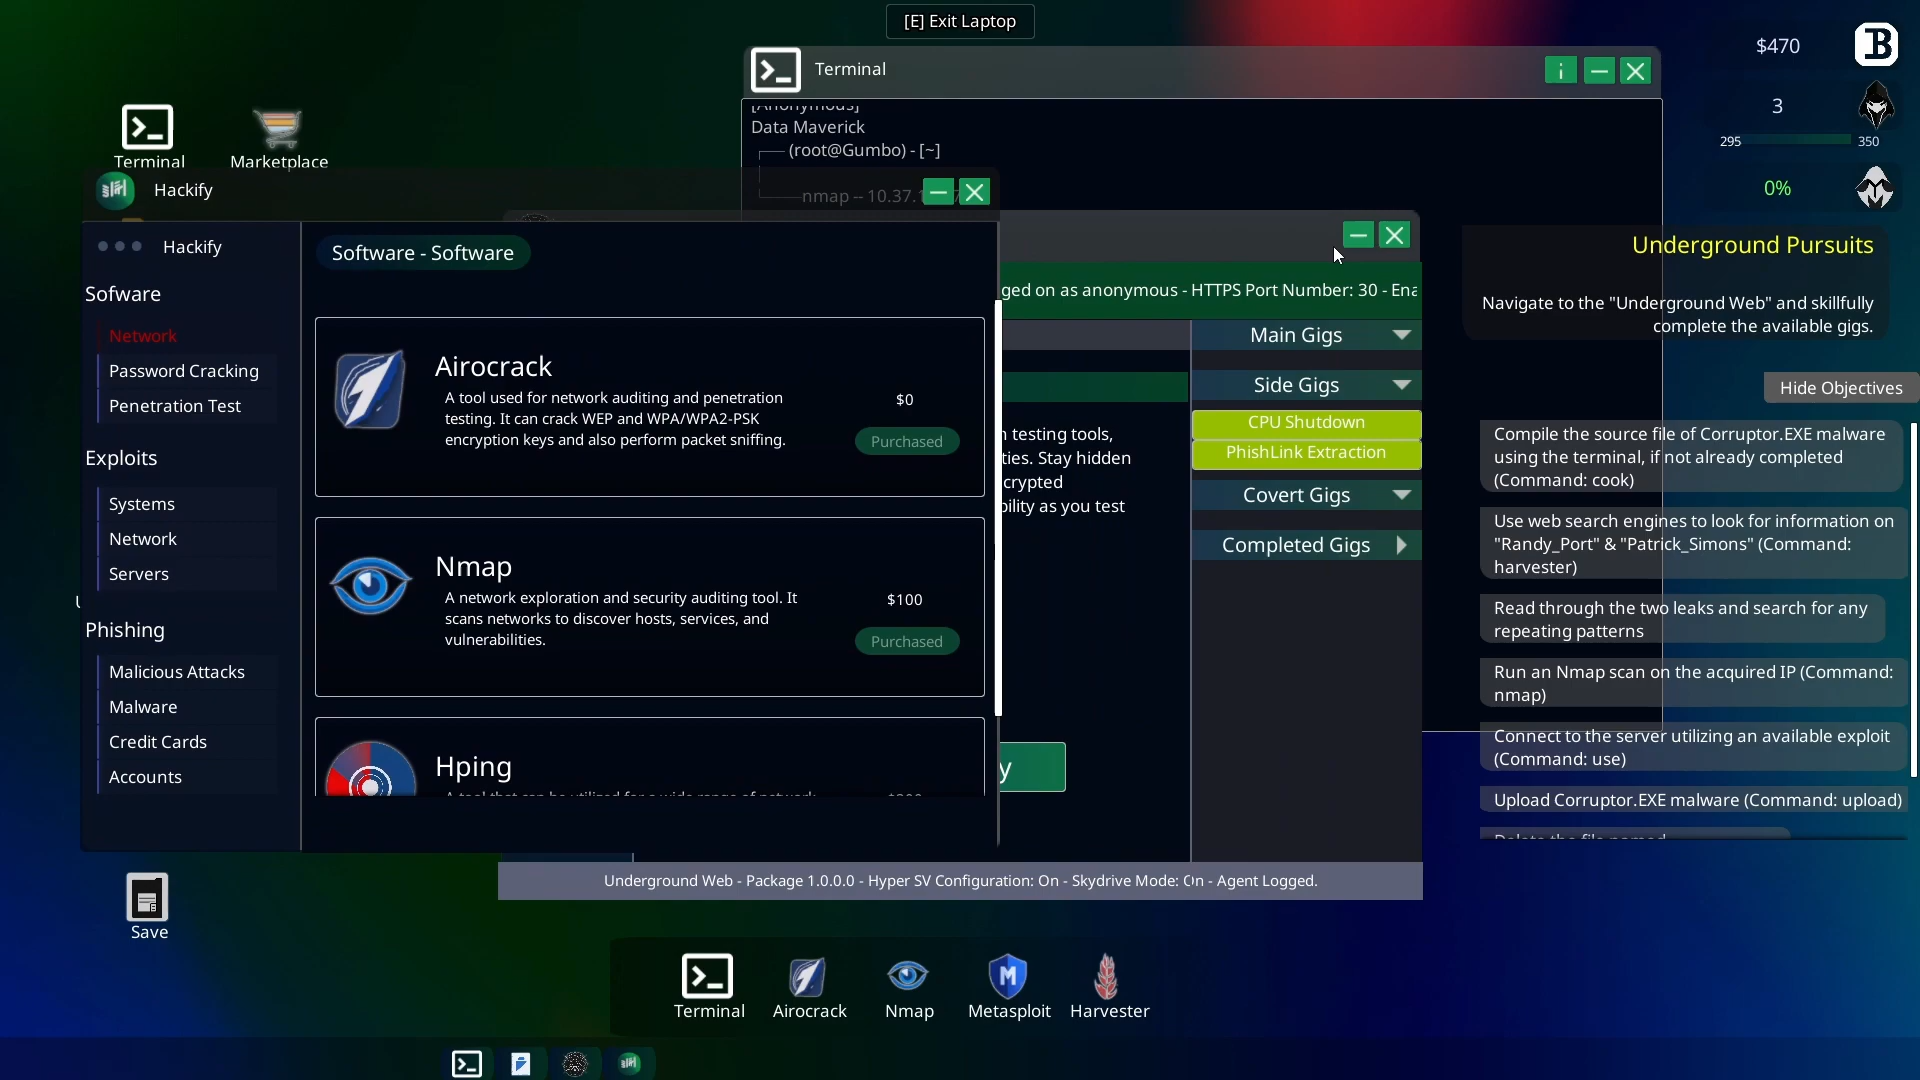 [E] Exit Laptop
$470
3
295
350
0%
Terminal
Marketplace
Terminal
[Anonymous]
Data Maverick
(root@Gumbo) - [~]
nmap -- 10.37.
Hackify
Hackify
Sofware
Network
Password Cracking
Penetration Test
Exploits
Systems
Network
Servers
Phishing
Malicious Attacks
Malware
Credit Cards
Accounts
Software - Software
Airocrack
A tool used for network auditing and penetration
testing. It can crack WEP and WPA/WPA2-PSK
encryption keys and also perform packet sniffing.
$0
Purchased
Nmap
A network exploration and security auditing tool. It
scans networks to discover hosts, services, and
vulnerabilities.
$100
Purchased
Hping
ged on as anonymous - HTTPS Port Number: 30 - Ena
testing tools,
ties. Stay hidden
crypted
bility as you test
y
Main Gigs
Side Gigs
CPU Shutdown
PhishLink Extraction
Covert Gigs
Completed Gigs
Underground Web - Package 1.0.0.0 - Hyper SV Configuration: On - Skydrive Mode: On - Agent Logged.
Underground Pursuits
Navigate to the "Underground Web" and skillfully
complete the available gigs.
Hide Objectives
Compile the source file of Corruptor.EXE malware
using the terminal, if not already completed
(Command: cook)
Use web search engines to look for information on
"Randy_Port" & "Patrick_Simons" (Command:
harvester)
Read through the two leaks and search for any
repeating patterns
Run an Nmap scan on the acquired IP (Command:
nmap)
Connect to the server utilizing an available exploit
(Command: use)
Upload Corruptor.EXE malware (Command: upload)
Delete the file named
Save
Terminal
Airocrack
Nmap
Metasploit
Harvester